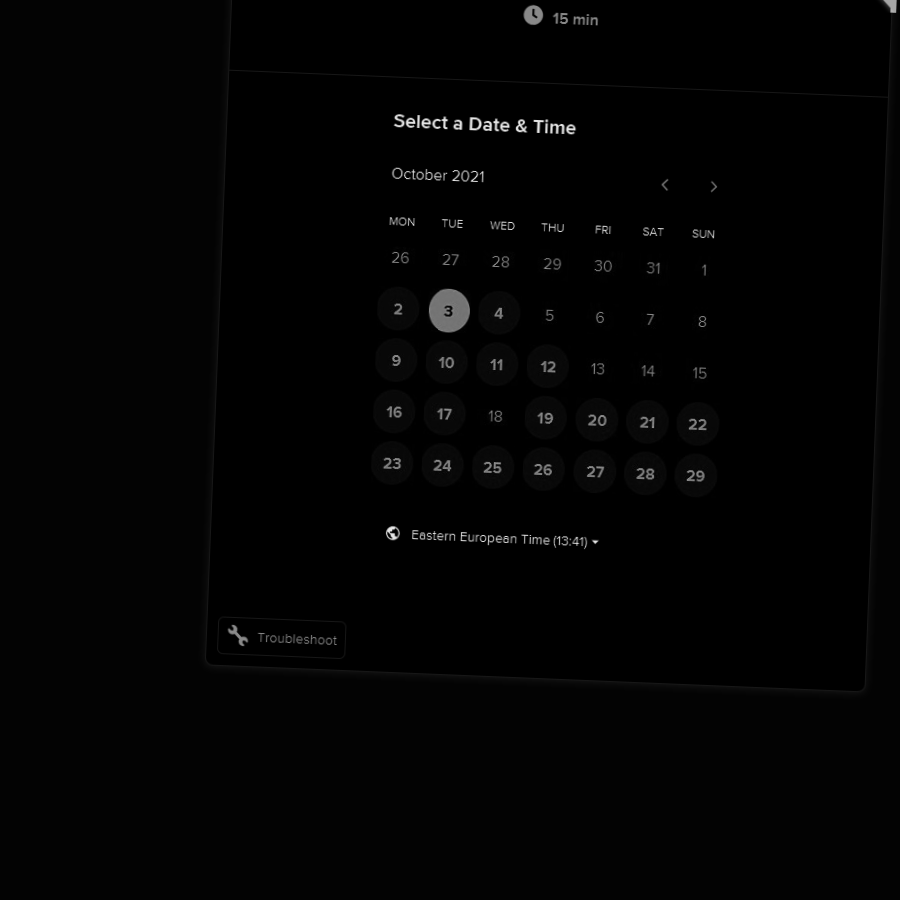 15 min
Select a Date & Time
October 2021
MON TUE WED THU FRI SAT SUN
26 27 28 29 30 31 1
2 3 4 5 6 7 8
9 10 11 12 13 14 15
16 17 18 19 20 21 22
23 24 25 26 27 28 29
Eastern European Time (13:41)
Troubleshoot